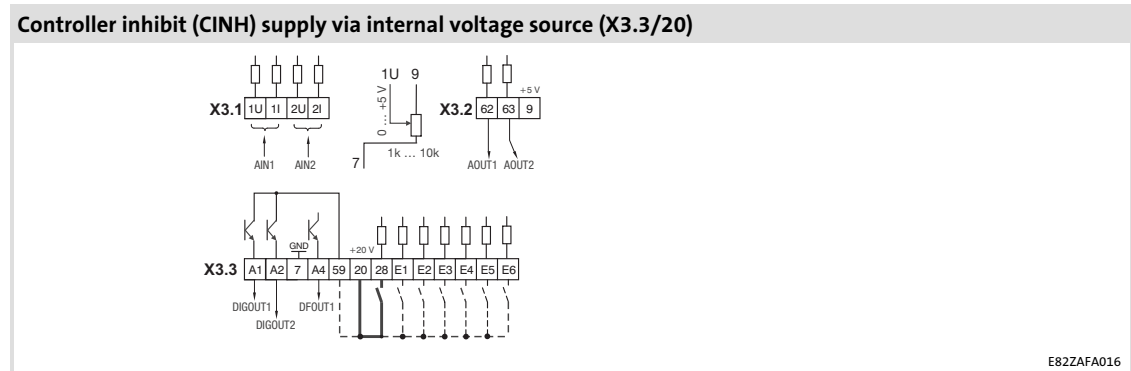 Controller inhibit (CINH) supply via internal voltage source (X3.3/20)
X3.1 1U 1I 2U 2I
AIN1 AIN2
1U 9
0 ... +5 V
1k ... 10k
7
+5 V
X3.2 62 63 9
AOUT1 AOUT2
GND
+20 V
X3.3 A1 A2 7 A4 59 20 28 E1 E2 E3 E4 E5 E6
DIGOUT1
DIGOUT2
DFOUT1
E82ZAFA016